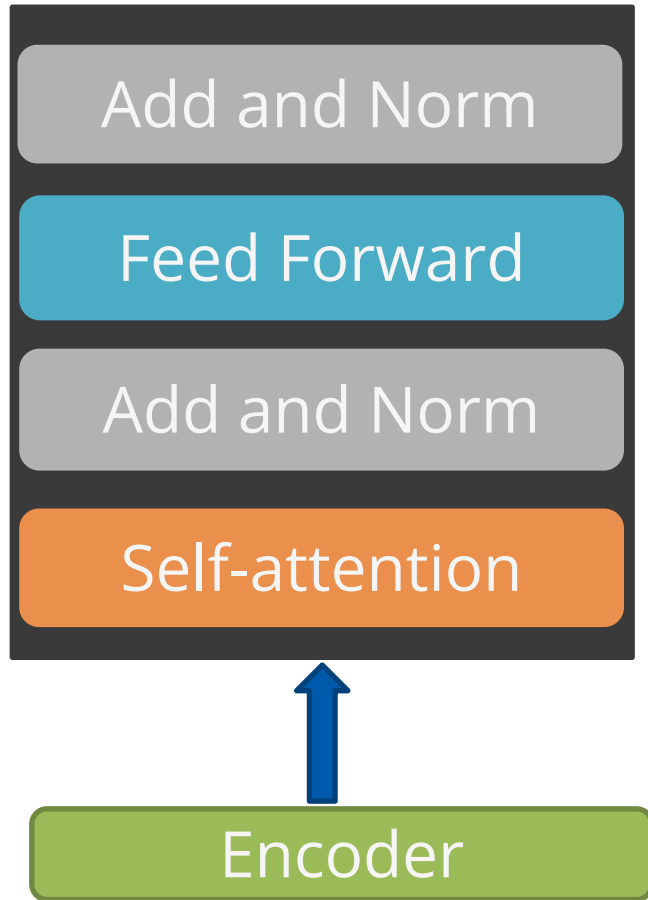 Add and Norm
Feed Forward
Add and Norm
Self-attention
Encoder